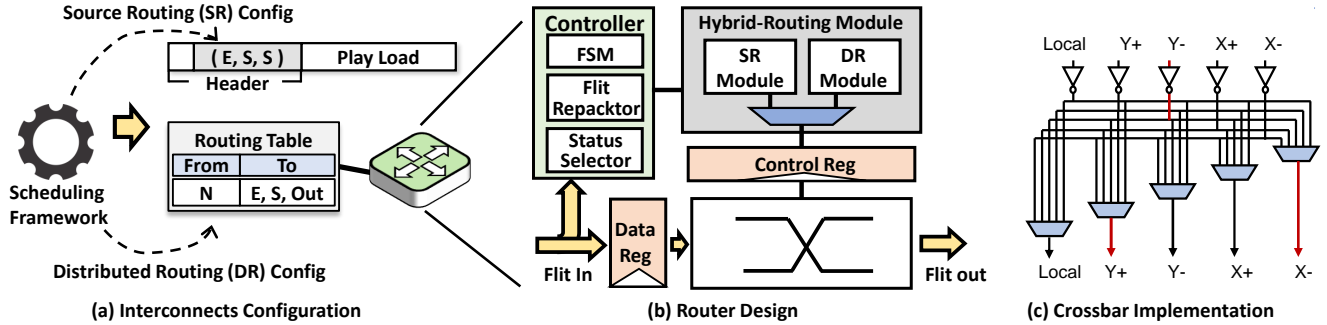 Source Routing (SR) Config
( E, S, S )
Play Load
Header
Routing Table
From To
N E, S, Out
Scheduling
Framework
Distributed Routing (DR) Config
(a) Interconnects Configuration
Controller
FSM
Flit
Repacktor
Status
Selector
Hybrid-Routing Module
SR
Module
DR
Module
Control Reg
Data
Reg
Flit In
Flit out
(b) Router Design
Local Y+ Y- X+ X-
Local Y+ Y- X+ X-
(c) Crossbar Implementation